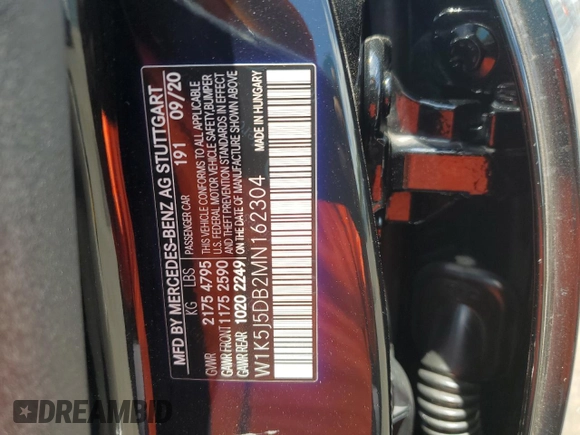 MFD BY MERCEDES-BENZ AG STUTTGART
191 09/20
KG LBS PASSENGER CAR
GVWR 2175 4795 THIS VEHICLE CONFORMS TO ALL APPLICABLE
GAWR FRONT 1175 2590 U.S. FEDERAL MOTOR VEHICLE SAFETY BUMPER
AND THEFT PREVENTION STANDARDS IN EFFECT
GAWR REAR 1020 2249 ON THE DATE OF MANUFACTURE SHOWN ABOVE
W1K5J5DB2MN162304 MADE IN HUNGARY
DREAMBID